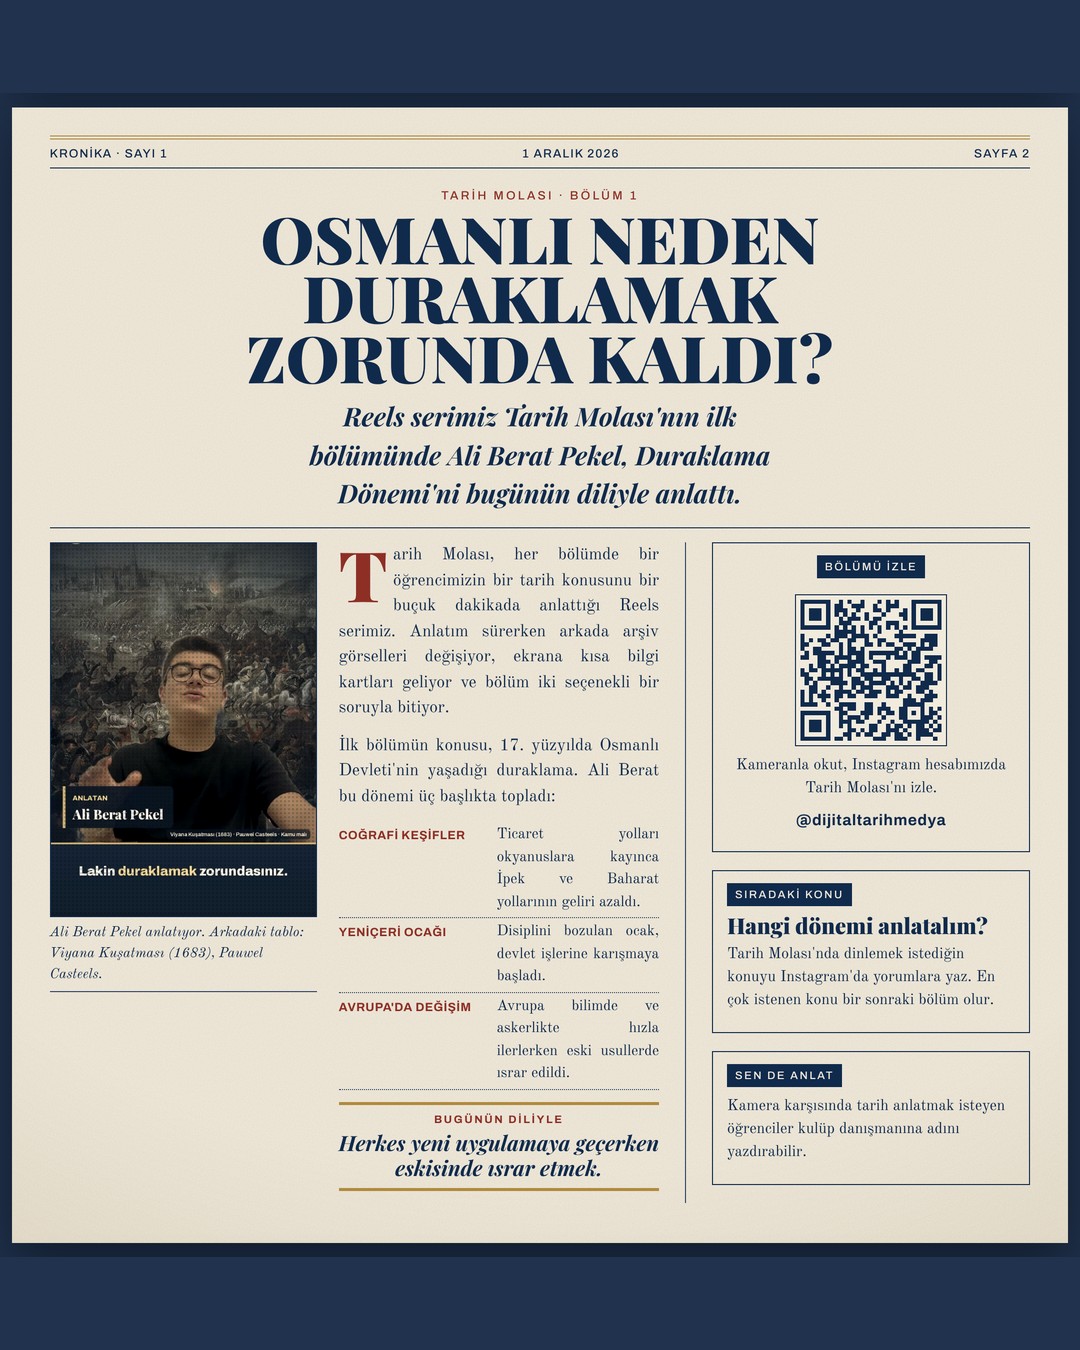 KRONİKA · SAYI 1
1 ARALIK 2026
SAYFA 2
TARİH MOLASI · BÖLÜM 1
OSMANLI NEDEN
DURAKLAMAK
ZORUNDA KALDI?
Reels serimiz Tarih Molası'nın ilk
bölümünde Ali Berat Pekel, Duraklama
Dönemi'ni bugünün diliyle anlattı.
ANLATAN
Ali Berat Pekel
Viyana Kuşatması (1683) · Pauwel Casteels · Kamu malı
Lakin duraklamak zorundasınız.
Ali Berat Pekel anlatıyor. Arkadaki tablo:
Viyana Kuşatması (1683), Pauwel
Casteels.
Tarih Molası, her bölümde bir
öğrencimizin bir tarih konusunu bir
buçuk dakikada anlattığı Reels
serimiz. Anlatım sürerken arkada arşiv
görselleri değişiyor, ekrana kısa bilgi
kartları geliyor ve bölüm iki seçenekli bir
soruyla bitiyor.
İlk bölümün konusu, 17. yüzyılda Osmanlı
Devleti'nin yaşadığı duraklama. Ali Berat
bu dönemi üç başlıkta topladı:
COĞRAFİ KEŞİFLER
Ticaret yolları
okyanuslara kayınca
İpek ve Baharat
yollarının geliri azaldı.
YENİÇERİ OCAĞI
Disiplini bozulan ocak,
devlet işlerine karışmaya
başladı.
AVRUPA'DA DEĞİŞİM
Avrupa bilimde ve
askerlikte hızla
ilerlerken eski usullerde
ısrar edildi.
BUGÜNÜN DİLİYLE
Herkes yeni uygulamaya geçerken
eskisinde ısrar etmek.
BÖLÜMÜ İZLE
Kameranla okut, Instagram hesabımızda
Tarih Molası'nı izle.
@dijitaltarihmedya
SIRADAKİ KONU
Hangi dönemi anlatalım?
Tarih Molası'nda dinlemek istediğin
konuyu Instagram'da yorumlara yaz. En
çok istenen konu bir sonraki bölüm olur.
SEN DE ANLAT
Kamera karşısında tarih anlatmak isteyen
öğrenciler kulüp danışmanına adını
yazdırabilir.